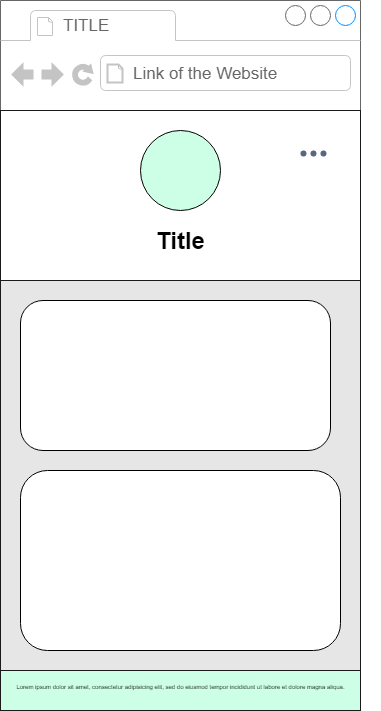 TITLE
Link of the Website
Title
Lorem ipsum dolor sit amet, consectetur adipisicing elit, sed do eiusmod tempor incididunt ut labore et dolore magna aliqua.